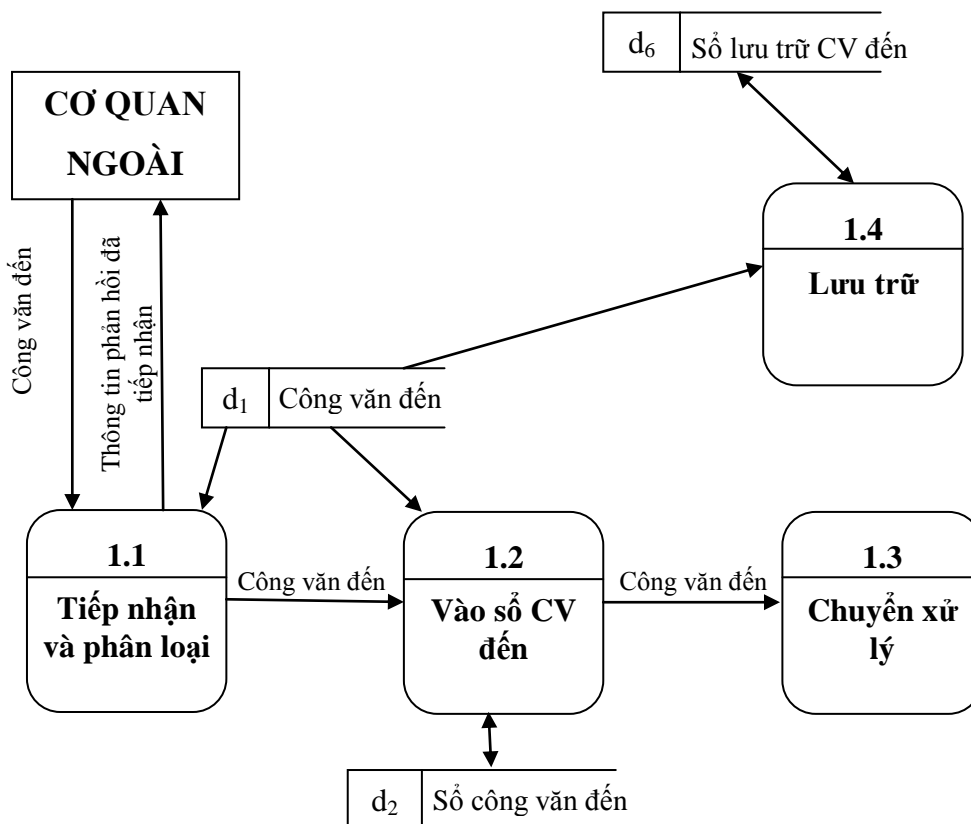 d₆
Sổ lưu trữ CV đến
CƠ QUAN
NGOÀI
1.4
Lưu trữ
Công văn đến
Thông tin phản hồi đã
tiếp nhận
d₁
Công văn đến
1.1
Tiếp nhận
và phân loại
Công văn đến
1.2
Vào sổ CV
đến
Công văn đến
1.3
Chuyển xử
lý
d₂
Sổ công văn đến